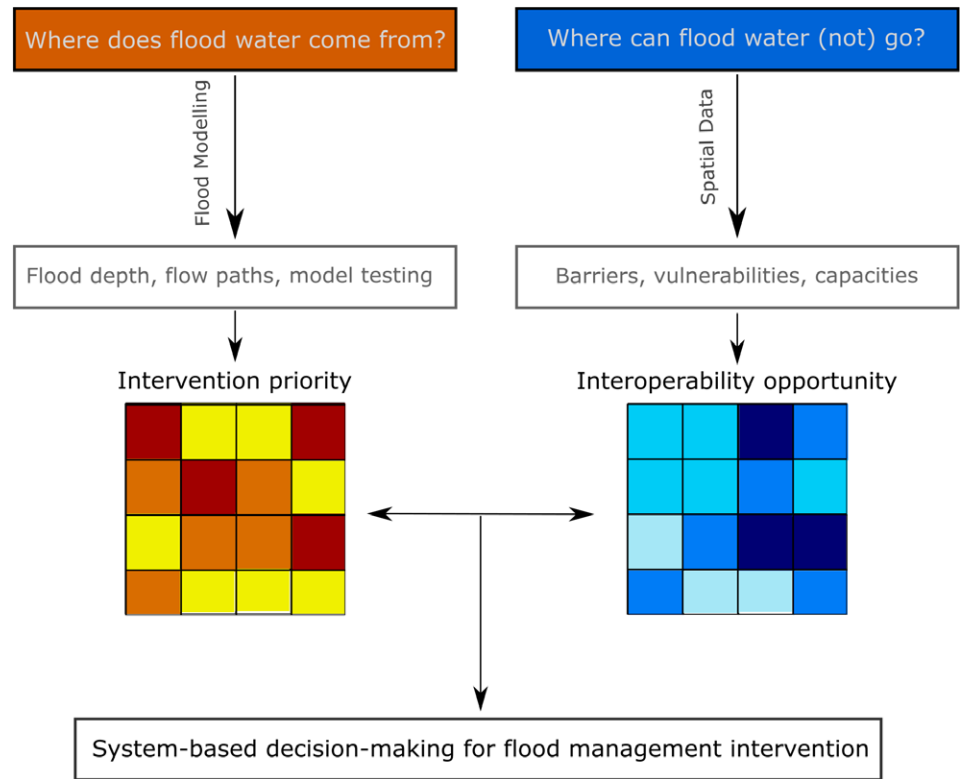 Where does flood water come from?
Where can flood water (not) go?
Flood Modelling
Spatial Data
Flood depth, flow paths, model testing
Barriers, vulnerabilities, capacities
Intervention priority
Interoperability opportunity
System-based decision-making for flood management intervention